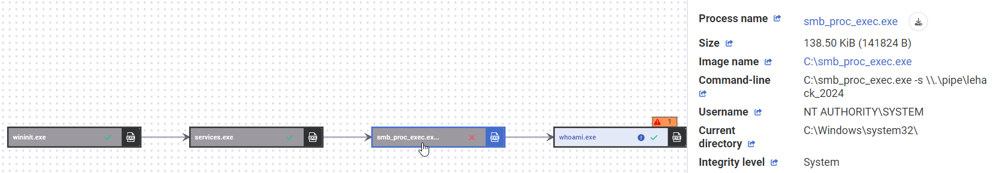 wininit.exe
services.exe
smb_proc_exec.ex...
whoami.exe
1
Process name smb_proc_exec.exe
Size 138.50 KiB (141824 B)
Image name C:\smb_proc_exec.exe
Command-line C:\smb_proc_exec.exe -s \\.\pipe\leha
ck_2024
Username NT AUTHORITY\SYSTEM
Current C:\Windows\system32\
directory
Integrity level System